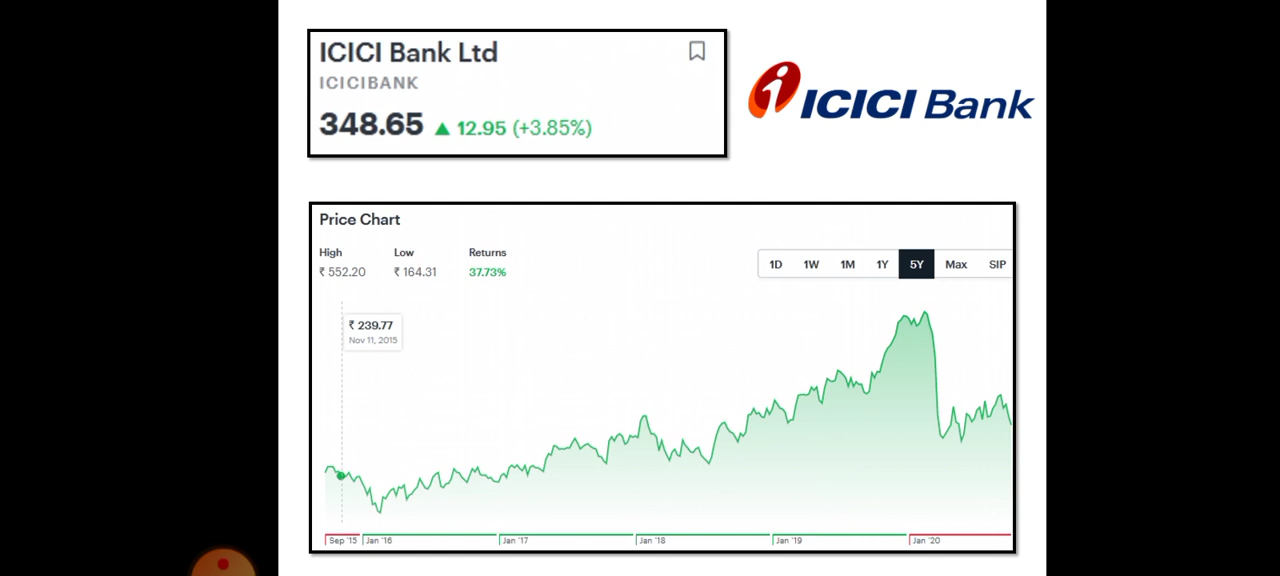 ICICI Bank Ltd
ICICIBANK
348.65 ▲ 12.95 (+3.85%)
i ICICI Bank
Price Chart
High Low Returns
₹ 552.20 ₹ 164.31 37.73%
1D 1W 1M 1Y 5Y Max SIP
₹ 239.77
Nov 11, 2015
Sep '15 Jan '16 Jan '17 Jan '18 Jan '19 Jan '20